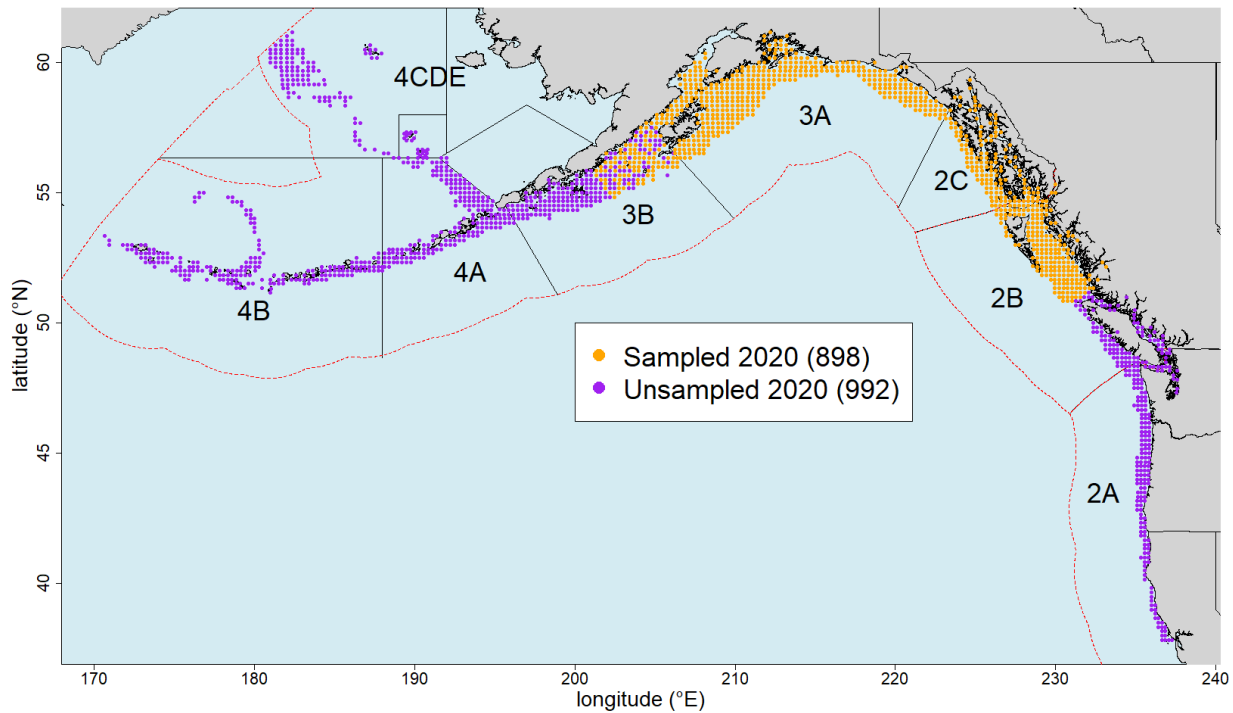 60
55
50
45
40
latitude (°N)
4CDE
3A
2C
3B
4A
2B
4B
Sampled 2020 (898)
Unsampled 2020 (992)
2A
170
180
190
200
210
220
230
240
longitude (°E)